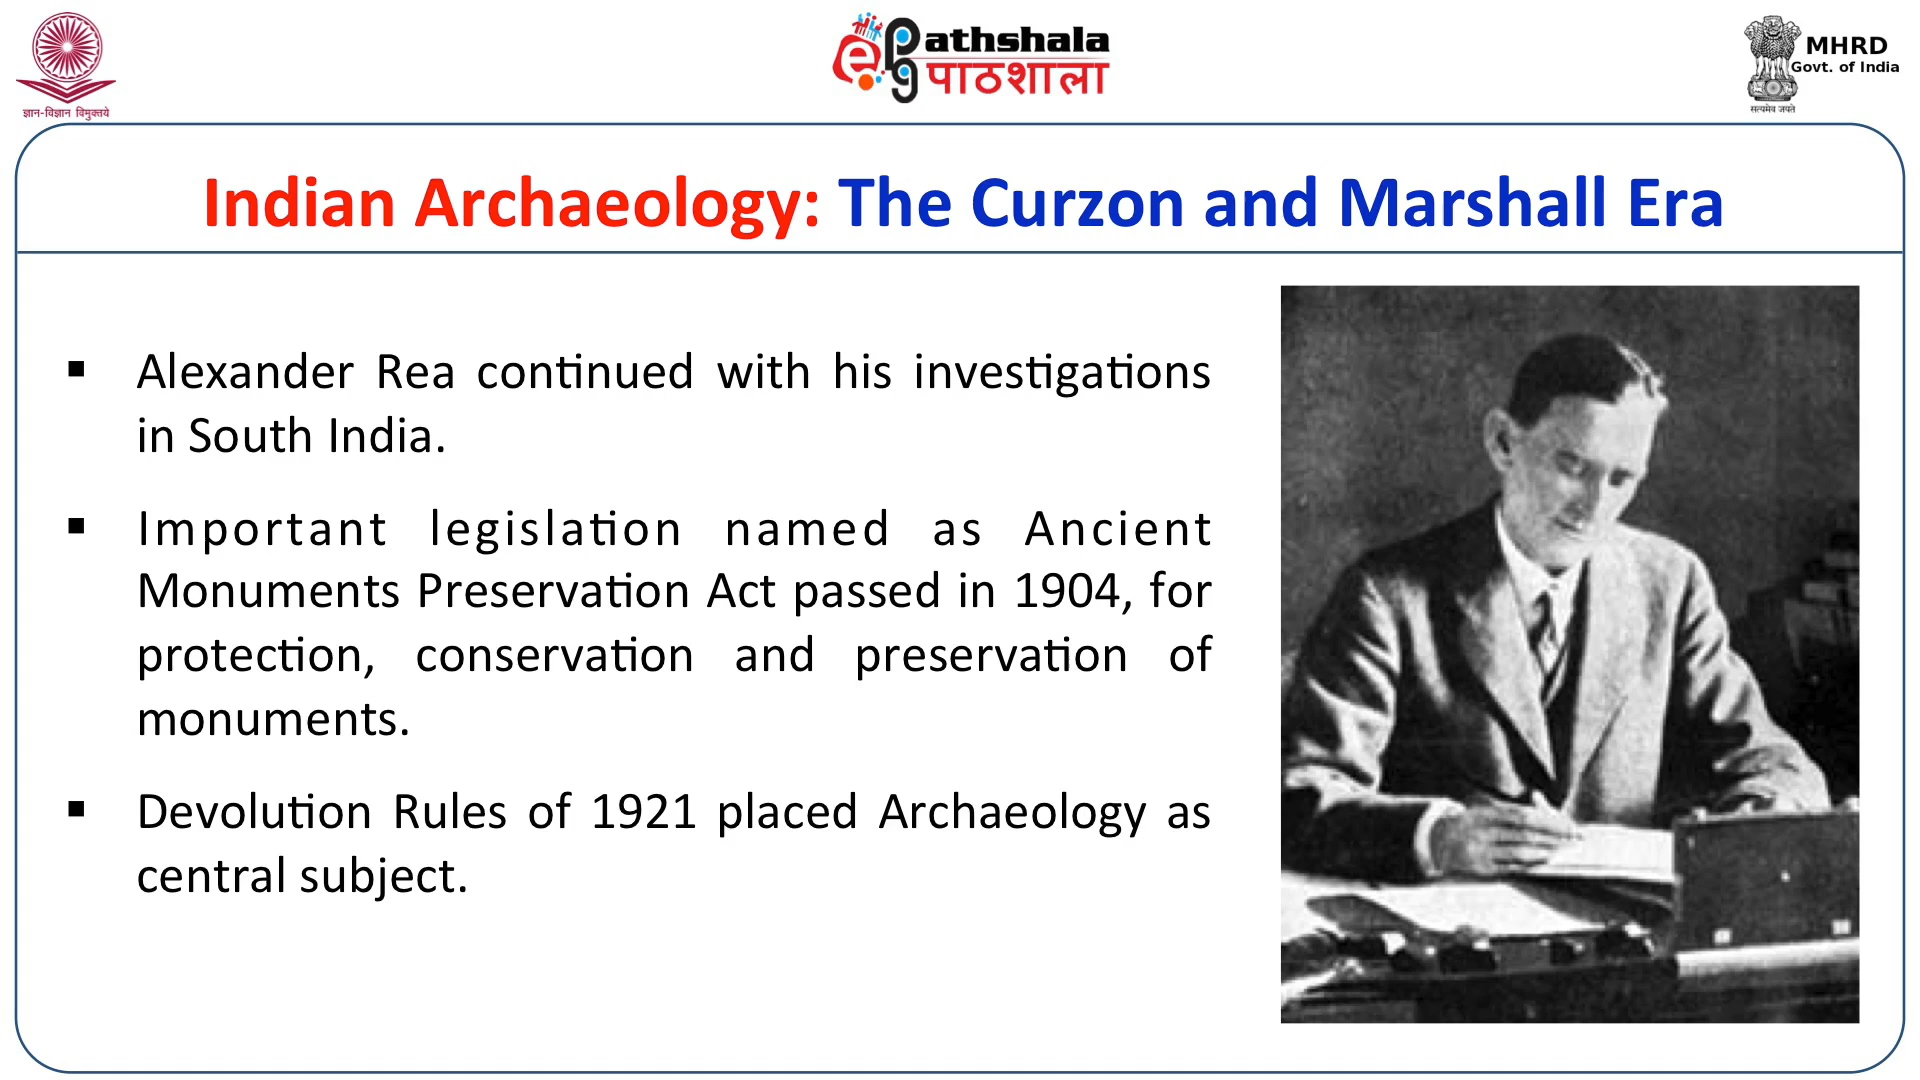 ज्ञान-विज्ञान विमुक्तये
ePG Pathshala
पाठशाला
MHRD
Govt. of India
सत्यमेव जयते
Indian Archaeology: The Curzon and Marshall Era
▪ Alexander Rea continued with his investigations
in South India.
▪ Important legislation named as Ancient
Monuments Preservation Act passed in 1904, for
protection, conservation and preservation of
monuments.
▪ Devolution Rules of 1921 placed Archaeology as
central subject.